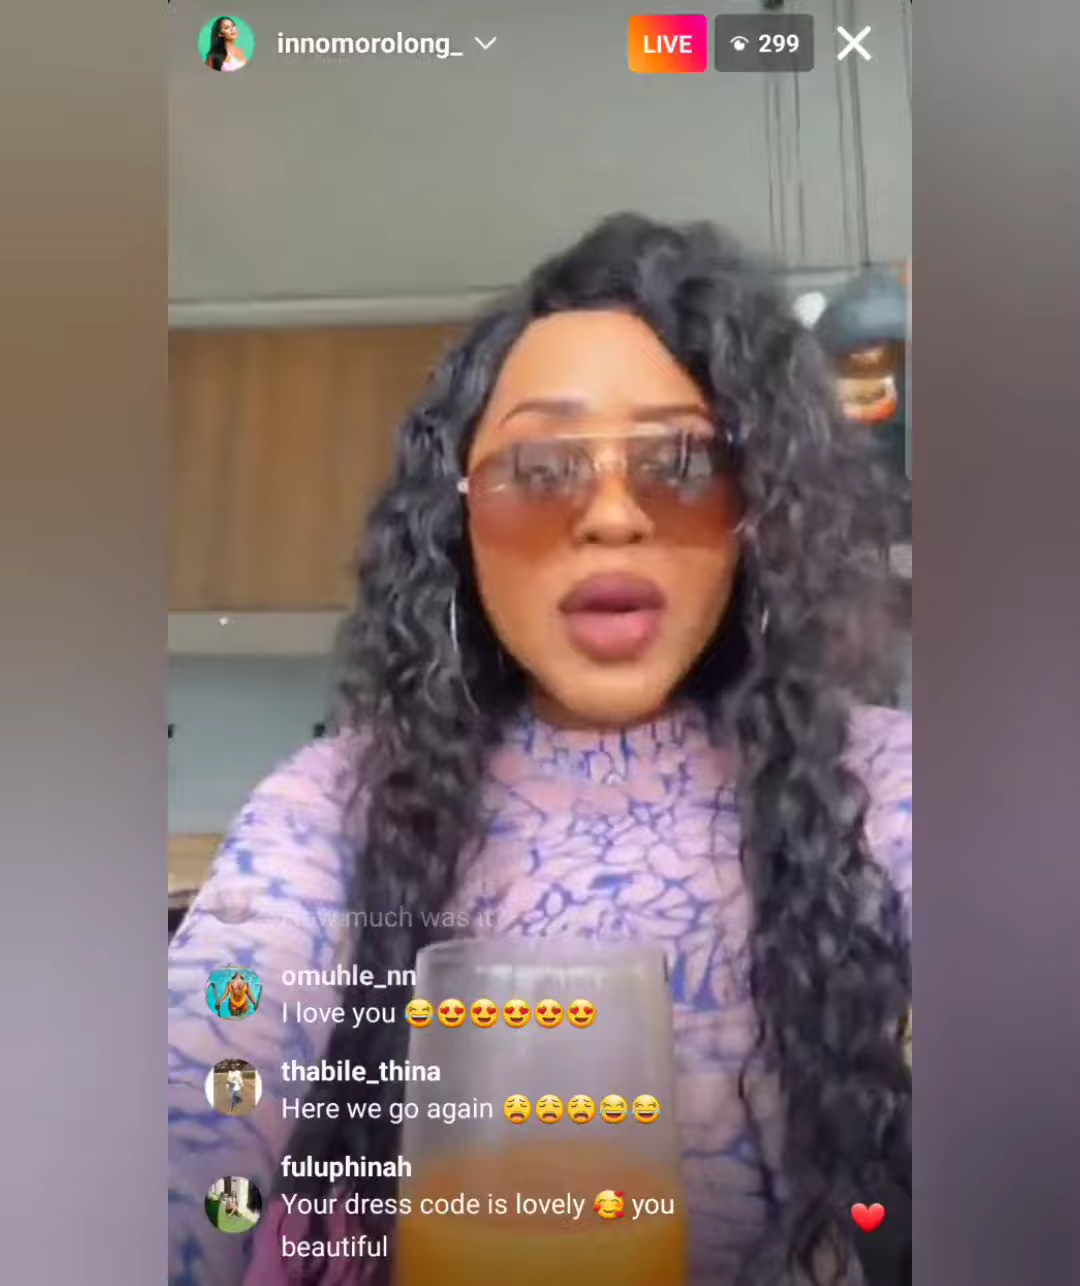 innomorolong_
LIVE
299
how much was it
omuhle_nn
I love you 😂😍😍😍😍😍
thabile_thina
Here we go again 😩😩😩😂😂
fuluphinah
Your dress code is lovely 🥰 you
beautiful